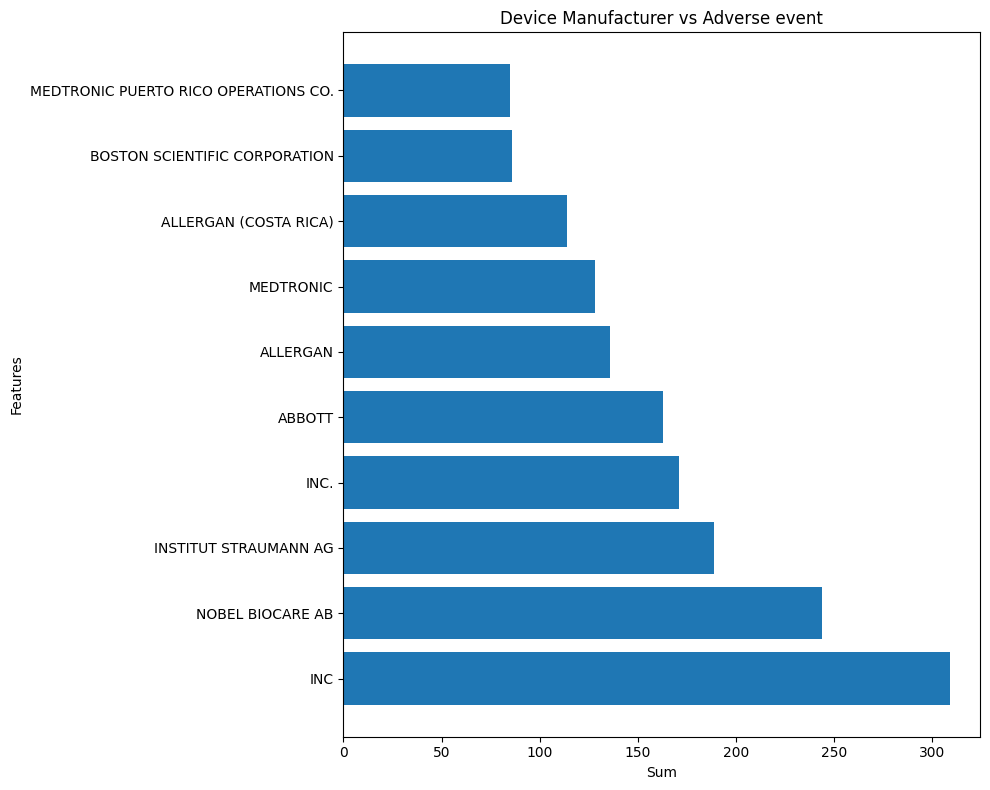 Device Manufacturer vs Adverse event
MEDTRONIC PUERTO RICO OPERATIONS CO.
BOSTON SCIENTIFIC CORPORATION
ALLERGAN (COSTA RICA)
MEDTRONIC
ALLERGAN
ABBOTT
INC.
INSTITUT STRAUMANN AG
NOBEL BIOCARE AB
INC
Features
0 50 100 150 200 250 300
Sum